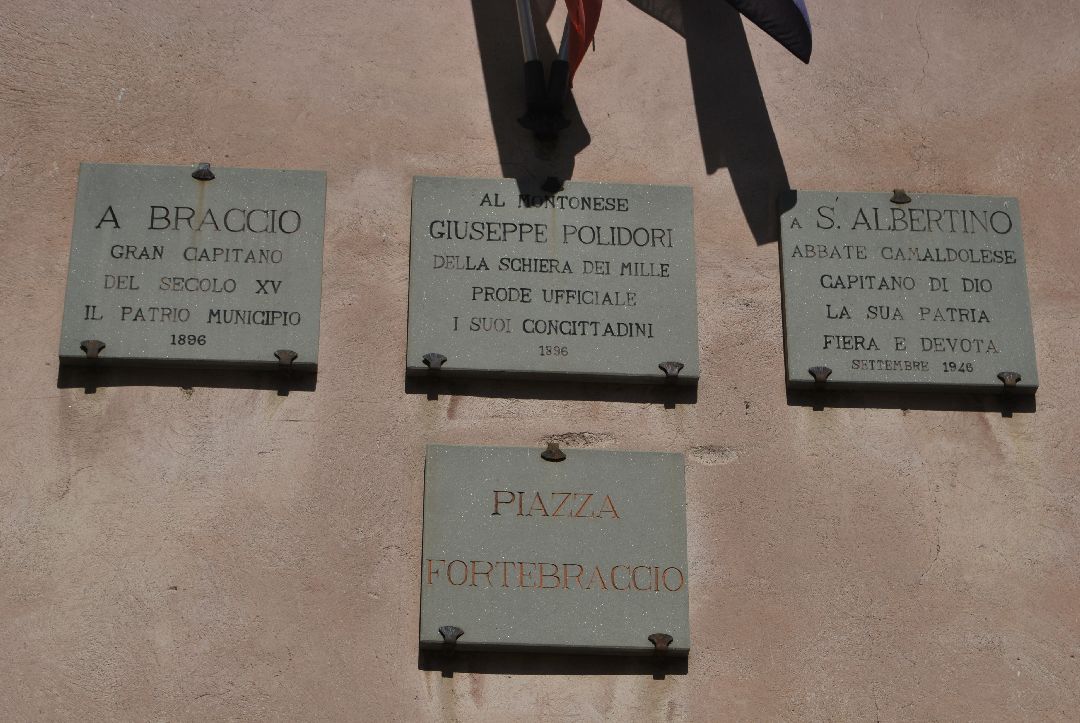 A BRACCIO
GRAN CAPITANO
DEL SECOLO XV
IL PATRIO MUNICIPIO
1896
AL MONTONESE
GIUSEPPE POLIDORI
DELLA SCHIERA DEI MILLE
PRODE UFFICIALE
I SUOI CONCITTADINI
1896
A S. ALBERTINO
ABBATE CAMALDOLESE
CAPITANO DI DIO
LA SUA PATRIA
FIERA E DEVOTA
SETTEMBRE 1946
PIAZZA
FORTEBRACCIO